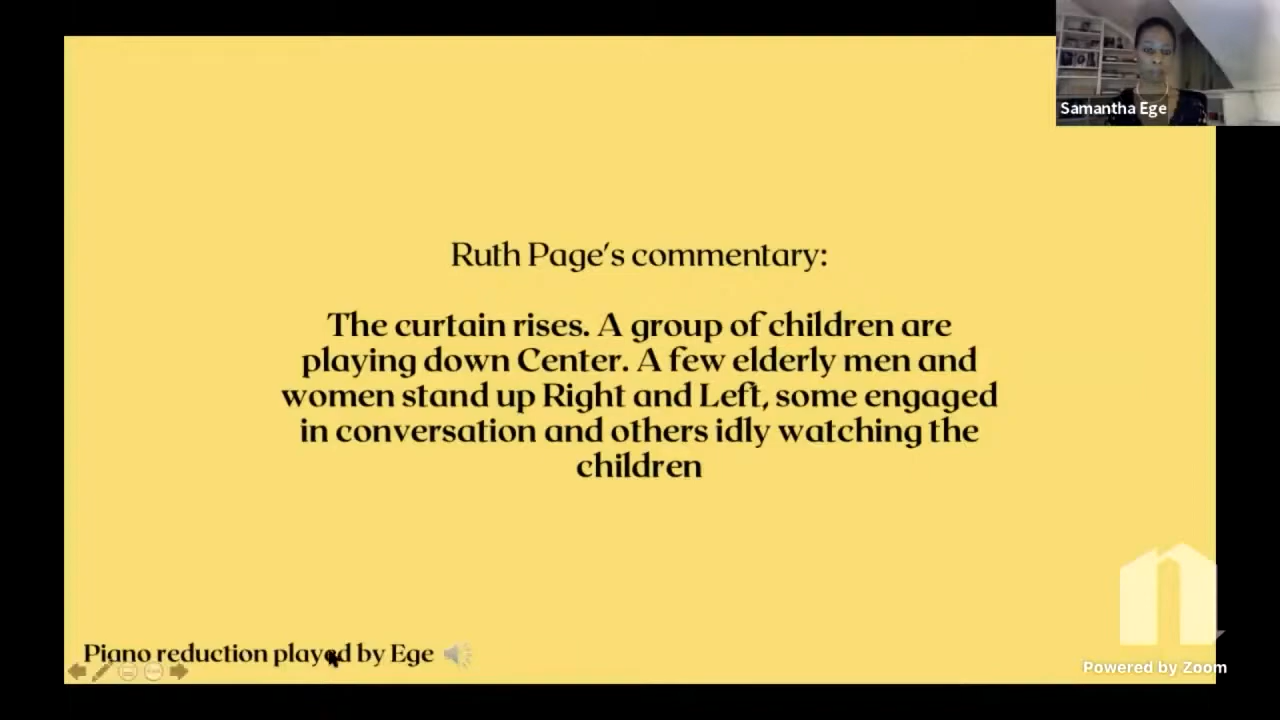 Samantha Ege
Ruth Page's commentary:
The curtain rises. A group of children are
playing down Center. A few elderly men and
women stand up Right and Left, some engaged
in conversation and others idly watching the
children
Piano reduction played by Ege
n
Powered by Zoom